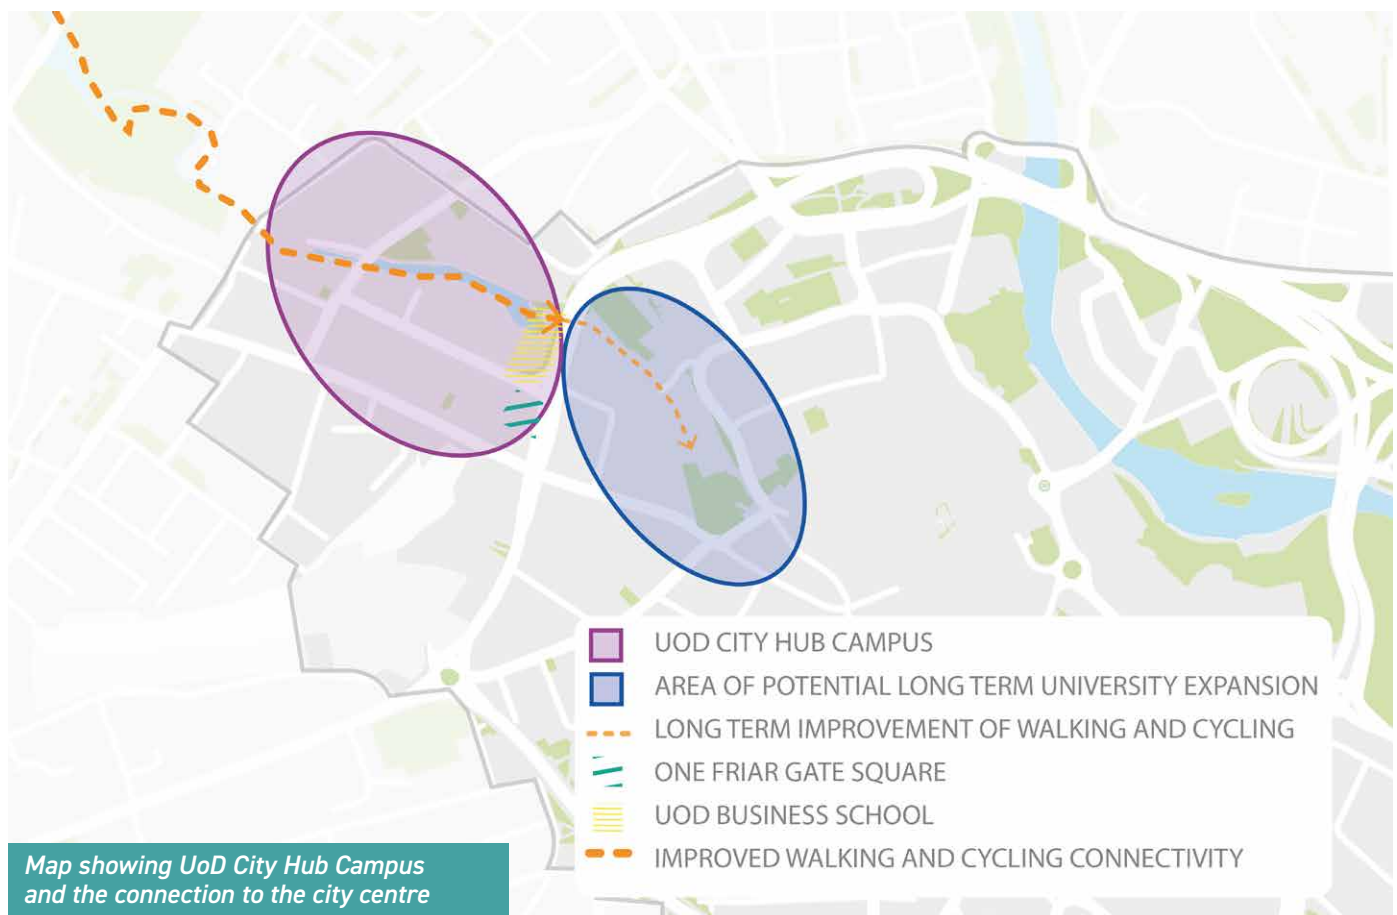 UOD CITY HUB CAMPUS
AREA OF POTENTIAL LONG TERM UNIVERSITY EXPANSION
LONG TERM IMPROVEMENT OF WALKING AND CYCLING
ONE FRIAR GATE SQUARE
UOD BUSINESS SCHOOL
IMPROVED WALKING AND CYCLING CONNECTIVITY
Map showing UoD City Hub Campus
and the connection to the city centre